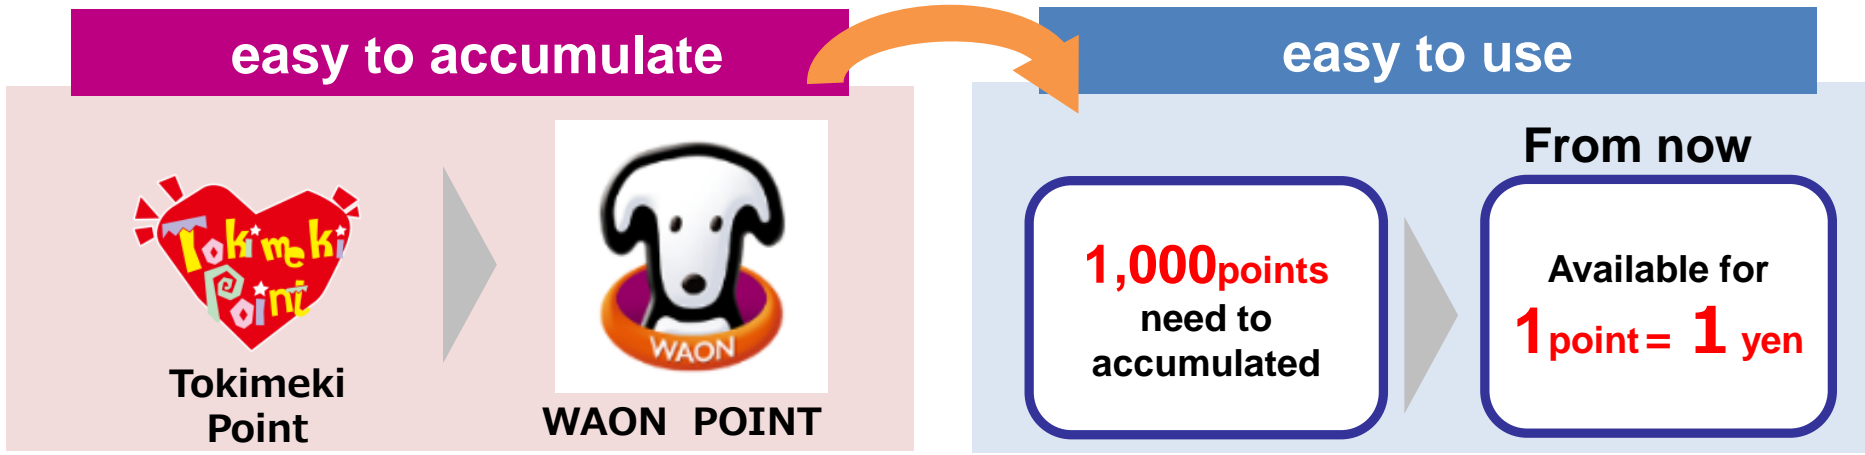 easy to accumulate
Tokimeki
Point
Tokimeki
Point
WAON
WAON POINT
easy to use
1,000points
need to
accumulated
From now
Available for
1point= 1 yen